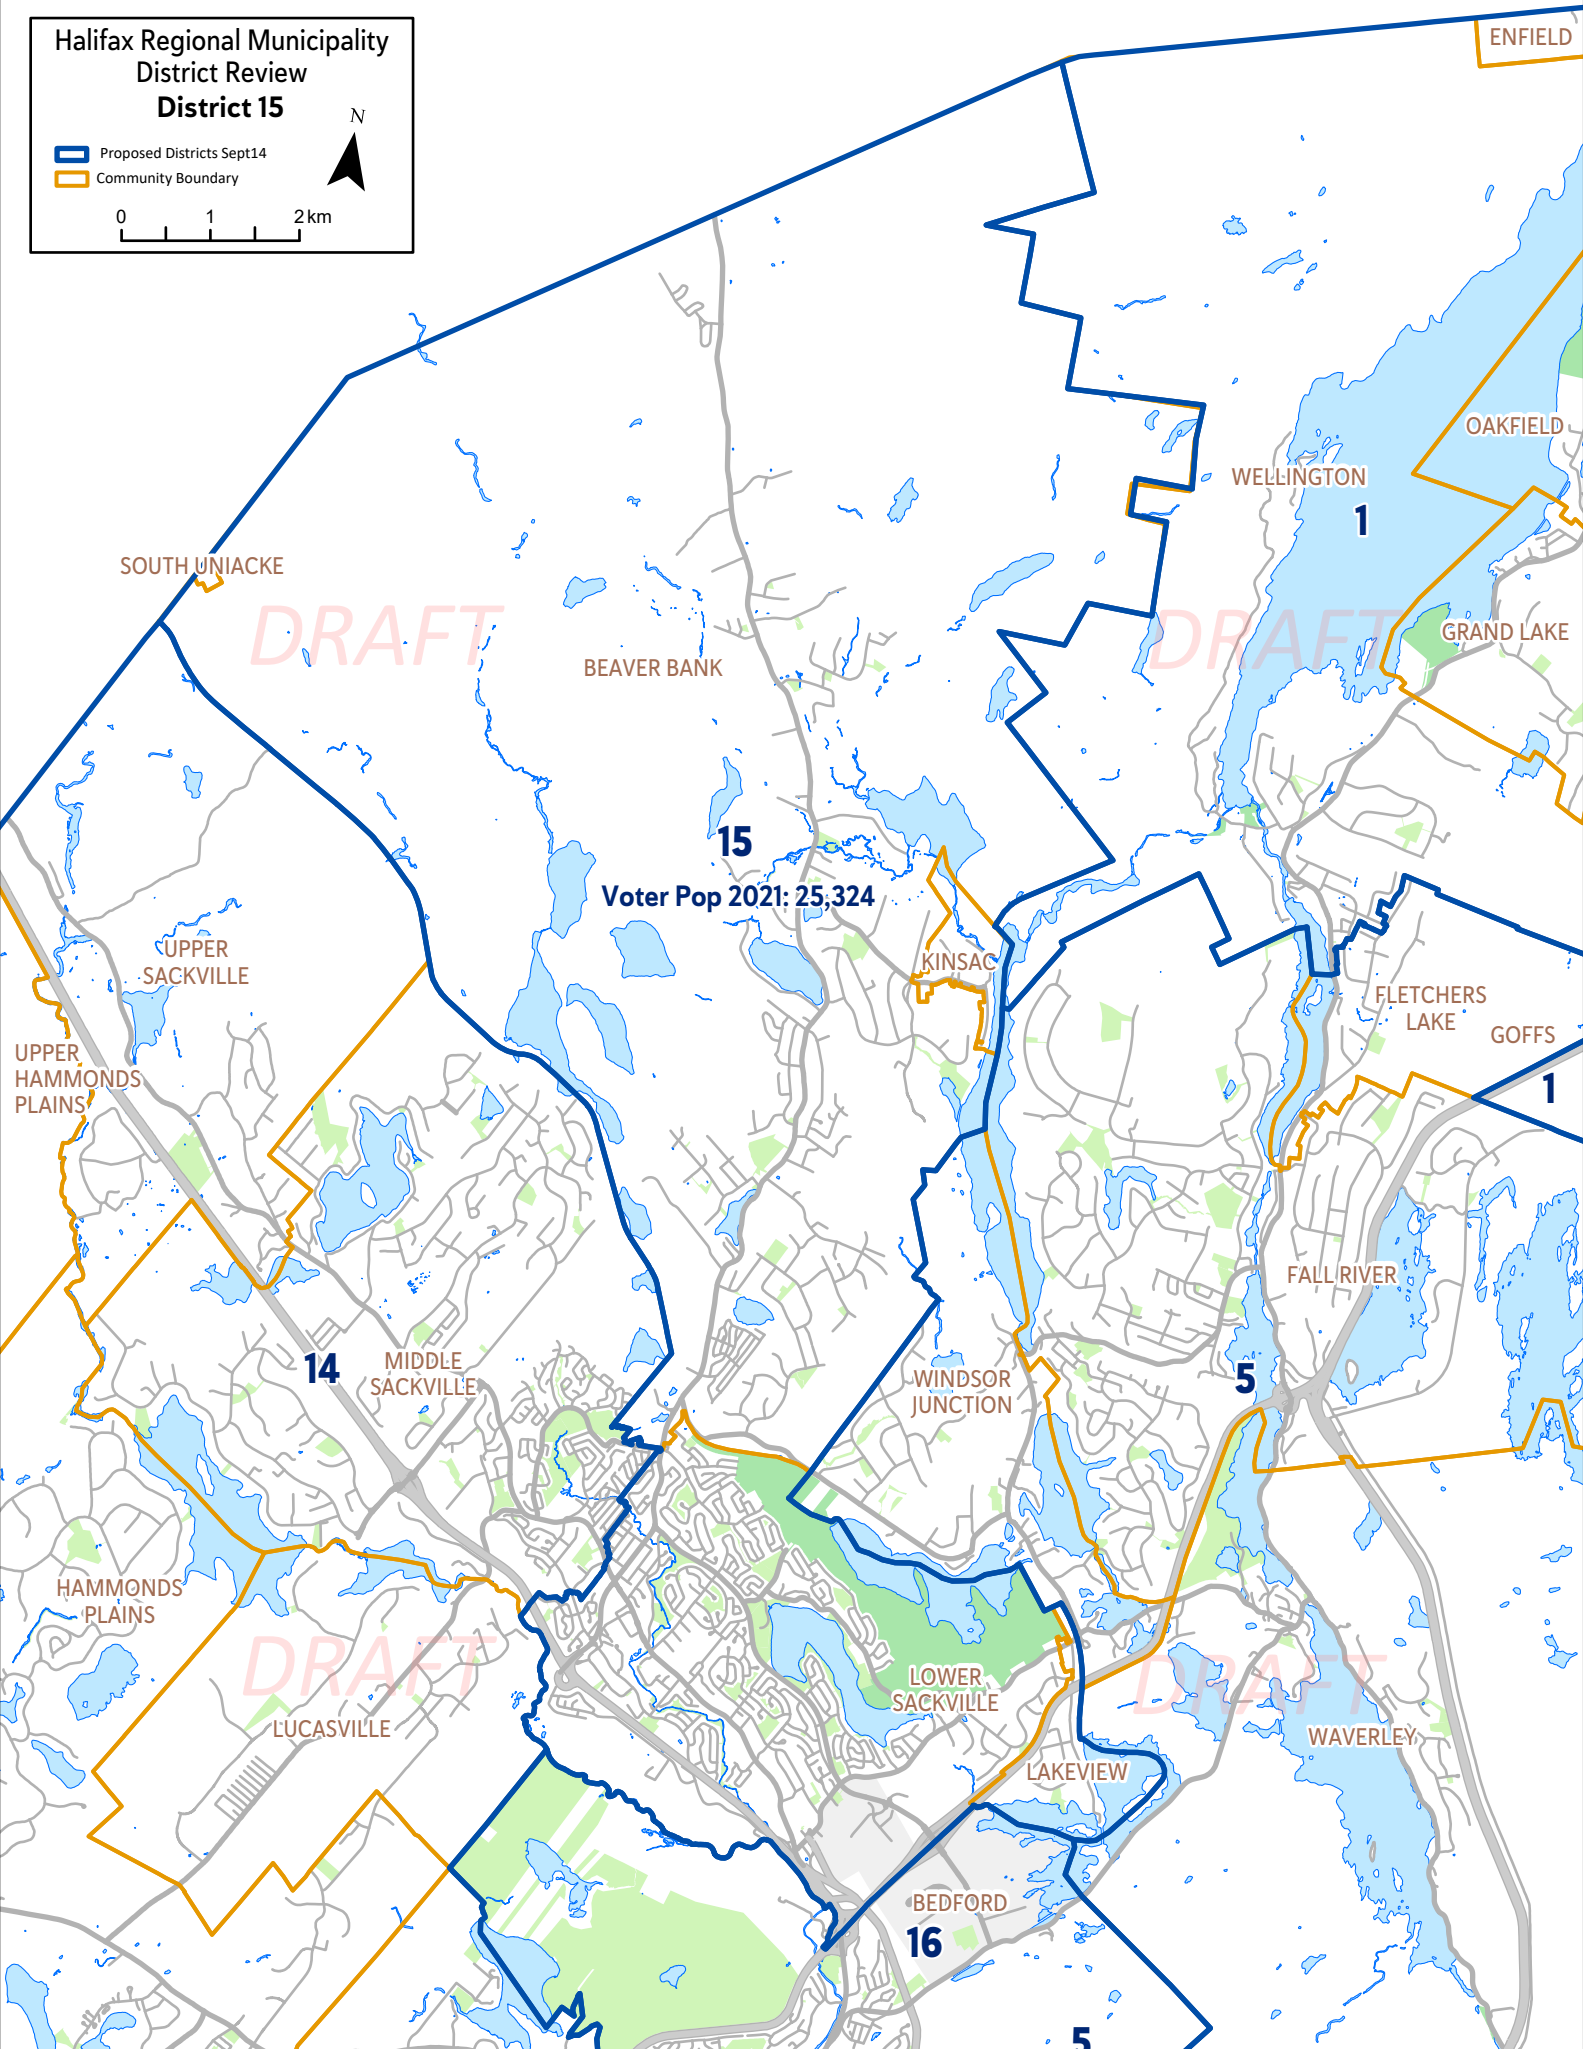 Halifax Regional Municipality
District Review
District 15
N
Proposed Districts Sept14
Community Boundary
0 1 2 km
ENFIELD
OAKFIELD
WELLINGTON
1
SOUTH UNIACKE
DRAFT
DRAFT
GRAND LAKE
BEAVER BANK
15
Voter Pop 2021: 25,324
UPPER
SACKVILLE
KINSAC
FLETCHERS
LAKE
GOFFS
UPPER
HAMMONDS
PLAINS
1
FALL RIVER
14
MIDDLE
SACKVILLE
WINDSOR
JUNCTION
5
HAMMONDS
PLAINS
DRAFT
DRAFT
LOWER
SACKVILLE
LUCASVILLE
WAVERLEY
LAKEVIEW
BEDFORD
16
5